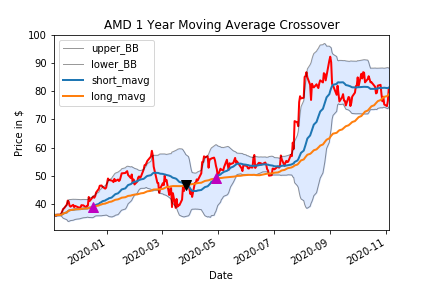 AMD 1 Year Moving Average Crossover
upper_BB
lower_BB
short_mavg
long_mavg
Price in $
100
90
80
70
60
50
40
2020-01
2020-03
2020-05
2020-07
2020-09
2020-11
Date